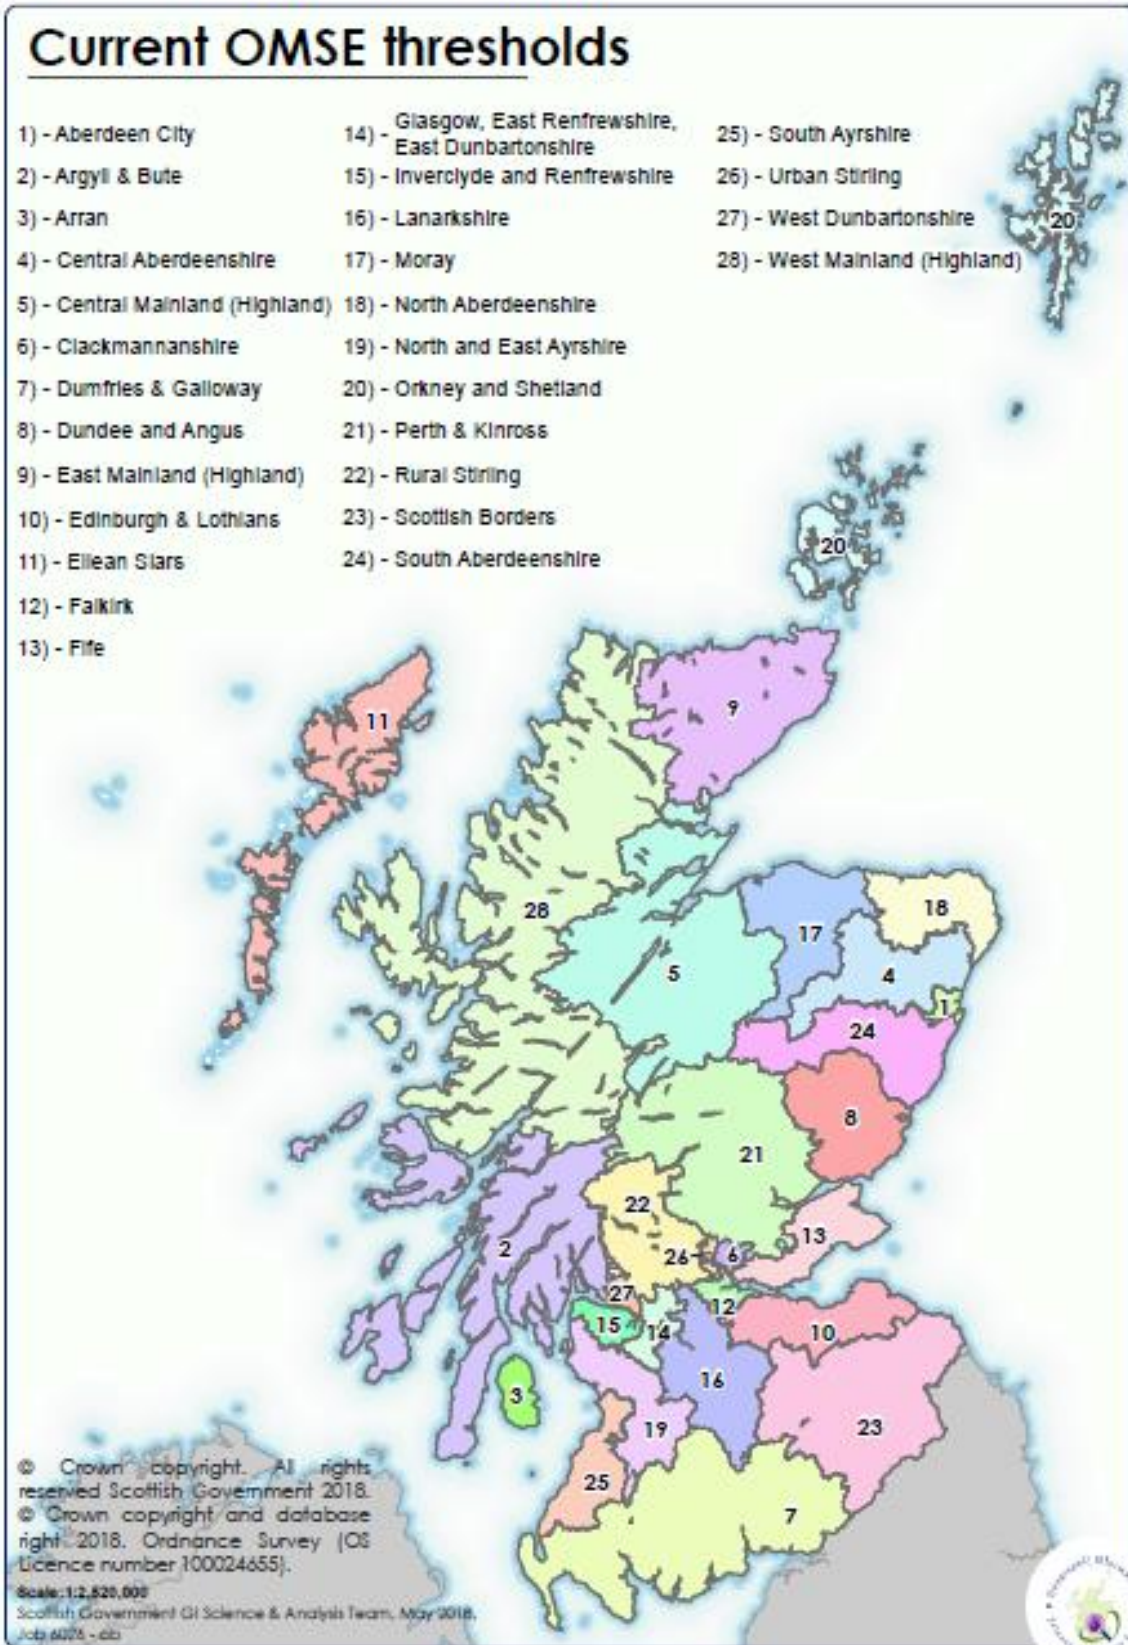 Current OMSE thresholds
1) - Aberdeen City
2) - Argyll & Bute
3) - Arran
4) - Central Aberdeenshire
5) - Central Mainland (Highland)
6) - Clackmannanshire
7) - Dumfries & Galloway
8) - Dundee and Angus
9) - East Mainland (Highland)
10) - Edinburgh & Lothians
11) - Eilean Siars
12) - Falkirk
13) - Fife
14) - Glasgow, East Renfrewshire,
East Dunbartonshire
15) - Inverclyde and Renfrewshire
16) - Lanarkshire
17) - Moray
18) - North Aberdeenshire
19) - North and East Ayrshire
20) - Orkney and Shetland
21) - Perth & Kinross
22) - Rural Stirling
23) - Scottish Borders
24) - South Aberdeenshire
25) - South Ayrshire
26) - Urban Stirling
27) - West Dunbartonshire
28) - West Mainland (Highland)
20
20
9
11
28
5
17
18
4
1
24
8
21
22
13
26
6
2
27
12
15
14
10
16
3
19
23
25
7
© Crown copyright. All rights
reserved Scottish Government 2018.
© Crown copyright and database
right 2018. Ordnance Survey (OS
Licence number 100024655).
Scale: 1:2,520,000
Scottish Government GI Science & Analysis Team, May 2018.